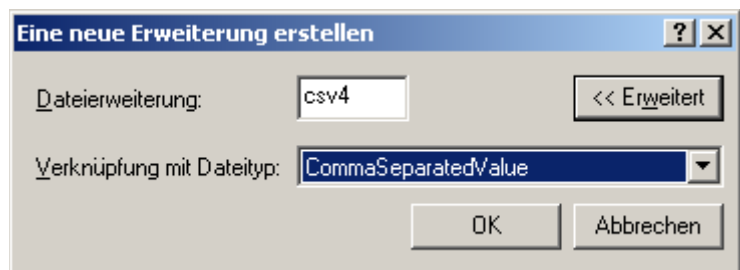 Eine neue Erweiterung erstellen
Dateierweiterung: csv4 << Erweitert
Verknüpfung mit Dateityp: CommaSeparatedValue
OK Abbrechen